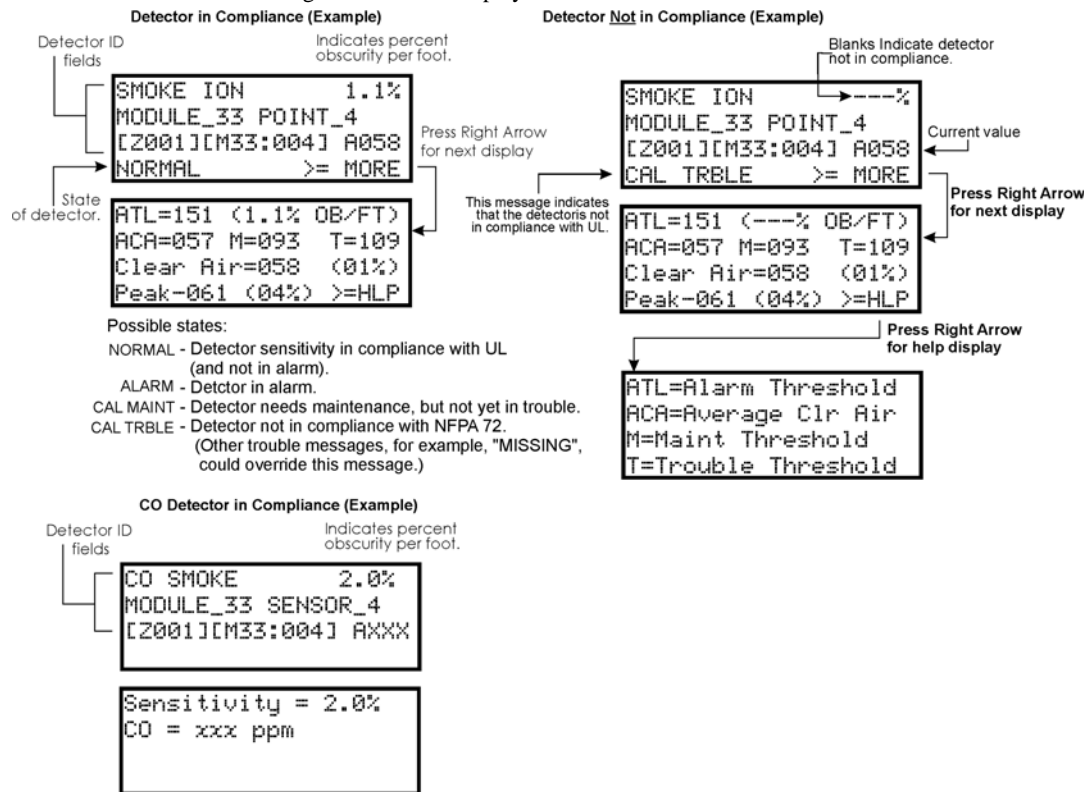 Detector in Compliance (Example)
Detector ID
fields
Indicates percent
obscurity per foot.
SMOKE ION 1.1%
MODULE_33 POINT_4
[Z001][M33:004] A058
NORMAL >= MORE
State
of detector.
Press Right Arrow
for next display
ATL=151 (1.1% OB/FT)
ACA=057 M=093 T=109
Clear Air=058 (01%)
Peak-061 (04%) >=HLP
Possible states:
NORMAL - Detector sensitivity in compliance with UL
(and not in alarm).
ALARM - Detctor in alarm.
CAL MAINT - Detector needs maintenance, but not yet in trouble.
CAL TRBLE - Detector not in compliance with NFPA 72.
(Other trouble messages, for example, "MISSING",
could override this message.)
Detector Not in Compliance (Example)
Blanks Indicate detector
not in compliance.
SMOKE ION ---%
MODULE_33 POINT_4
[Z001][M33:004] A058
CAL TRBLE >= MORE
Current value
This message indicates
that the detectoris not
in compliance with UL.
Press Right Arrow
for next display
ATL=151 (---% OB/FT)
ACA=057 M=093 T=109
Clear Air=058 (01%)
Peak-061 (04%) >=HLP
Press Right Arrow
for help display
ATL=Alarm Threshold
ACA=Average Clr Air
M=Maint Threshold
T=Trouble Threshold
CO Detector in Compliance (Example)
Detector ID
fields
Indicates percent
obscurity per foot.
CO SMOKE 2.0%
MODULE_33 SENSOR_4
[Z001][M33:004] AXXX
Sensitivity = 2.0%
CO = xxx ppm